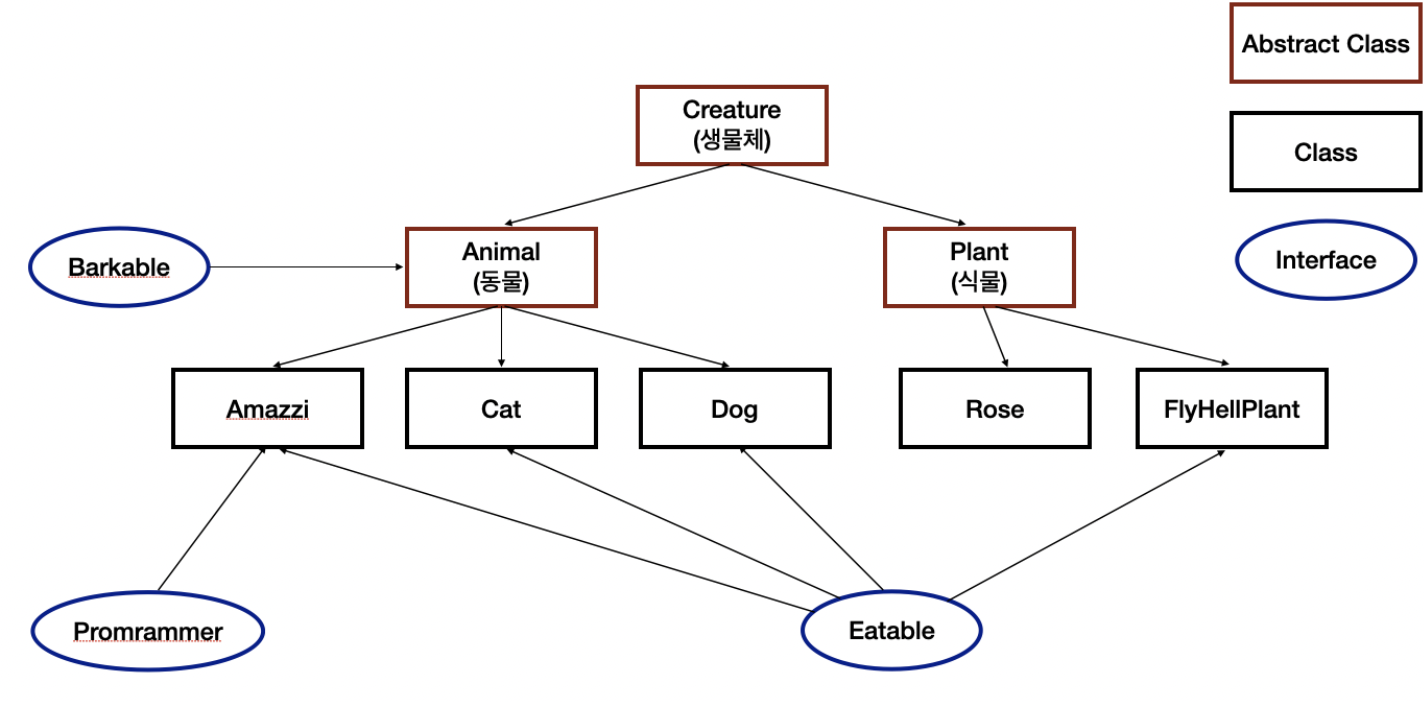 Abstract Class
Creature
(생물체)
Class
Animal
(동물)
Plant
(식물)
Barkable
Interface
Amazzi
Cat
Dog
Rose
FlyHellPlant
Promrammer
Eatable